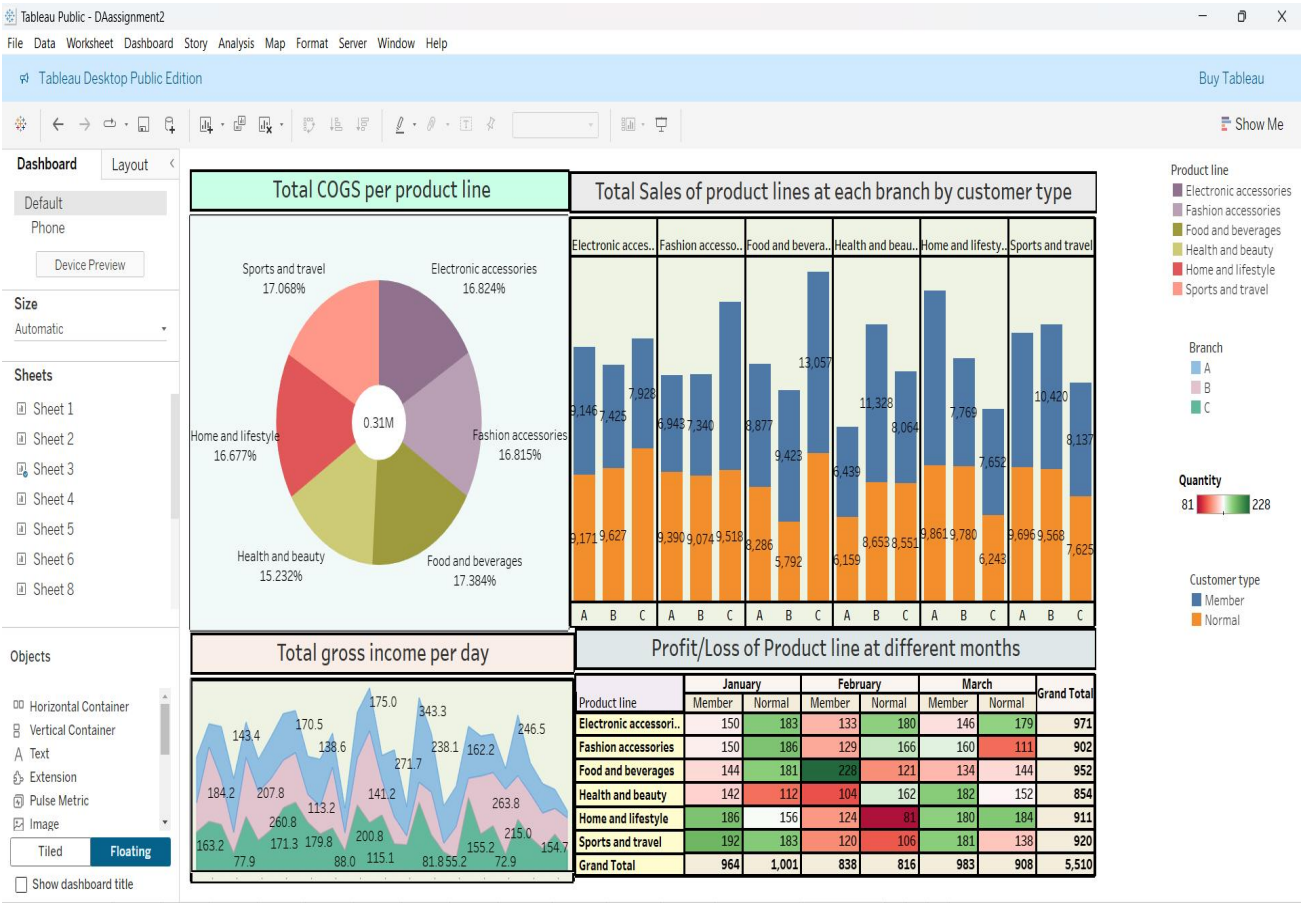 Tableau Public - DAassignment2
File Data Worksheet Dashboard Story Analysis Map Format Server Window Help
Tableau Desktop Public Edition
Buy Tableau
Show Me
Dashboard Layout
Default
Phone
Device Preview
Size
Automatic
Sheets
Sheet 1
Sheet 2
Sheet 3
Sheet 4
Sheet 5
Sheet 6
Sheet 8
Objects
Horizontal Container
Vertical Container
Text
Extension
Pulse Metric
Image
Tiled Floating
Show dashboard title
Total COGS per product line
Sports and travel
17.068%
Electronic accessories
16.824%
0.31M
Home and lifestyle
16.677%
Fashion accessories
16.815%
Health and beauty
15.232%
Food and beverages
17.384%
Total Sales of product lines at each branch by customer type
Electronic acces.. Fashion accesso.. Food and bevera.. Health and beau.. Home and lifesty.. Sports and travel
9,146 7,425 7,928 6,943 7,340 8,877 9,423 13,057 6,439 11,328 8,064 7,769 7,652 10,420 8,137
9,171 9,627 9,390 9,074 9,518 8,286 5,792 6,159 8,653 8,551 9,861 9,780 6,243 9,696 9,568 7,625
A B C A B C A B C A B C A B C A B C
Total gross income per day
143.4 170.5 138.6 175.0 271.7 343.3 238.1 162.2 246.5
184.2 207.8 113.2 141.2 263.8
163.2 77.9 260.8 171.3 179.8 88.0 200.8 115.1 81.8 55.2 155.2 72.9 215.0 154.7
Profit/Loss of Product line at different months
January February March
Product line Member Normal Member Normal Member Normal Grand Total
Electronic accessori.. 150 183 133 180 146 179 971
Fashion accessories 150 186 129 166 160 111 902
Food and beverages 144 181 228 121 134 144 952
Health and beauty 142 112 104 162 182 152 854
Home and lifestyle 186 156 124 81 180 184 911
Sports and travel 192 183 120 106 181 138 920
Grand Total 964 1,001 838 816 983 908 5,510
Product line
Electronic accessories
Fashion accessories
Food and beverages
Health and beauty
Home and lifestyle
Sports and travel
Branch
A
B
C
Quantity
81 228
Customer type
Member
Normal